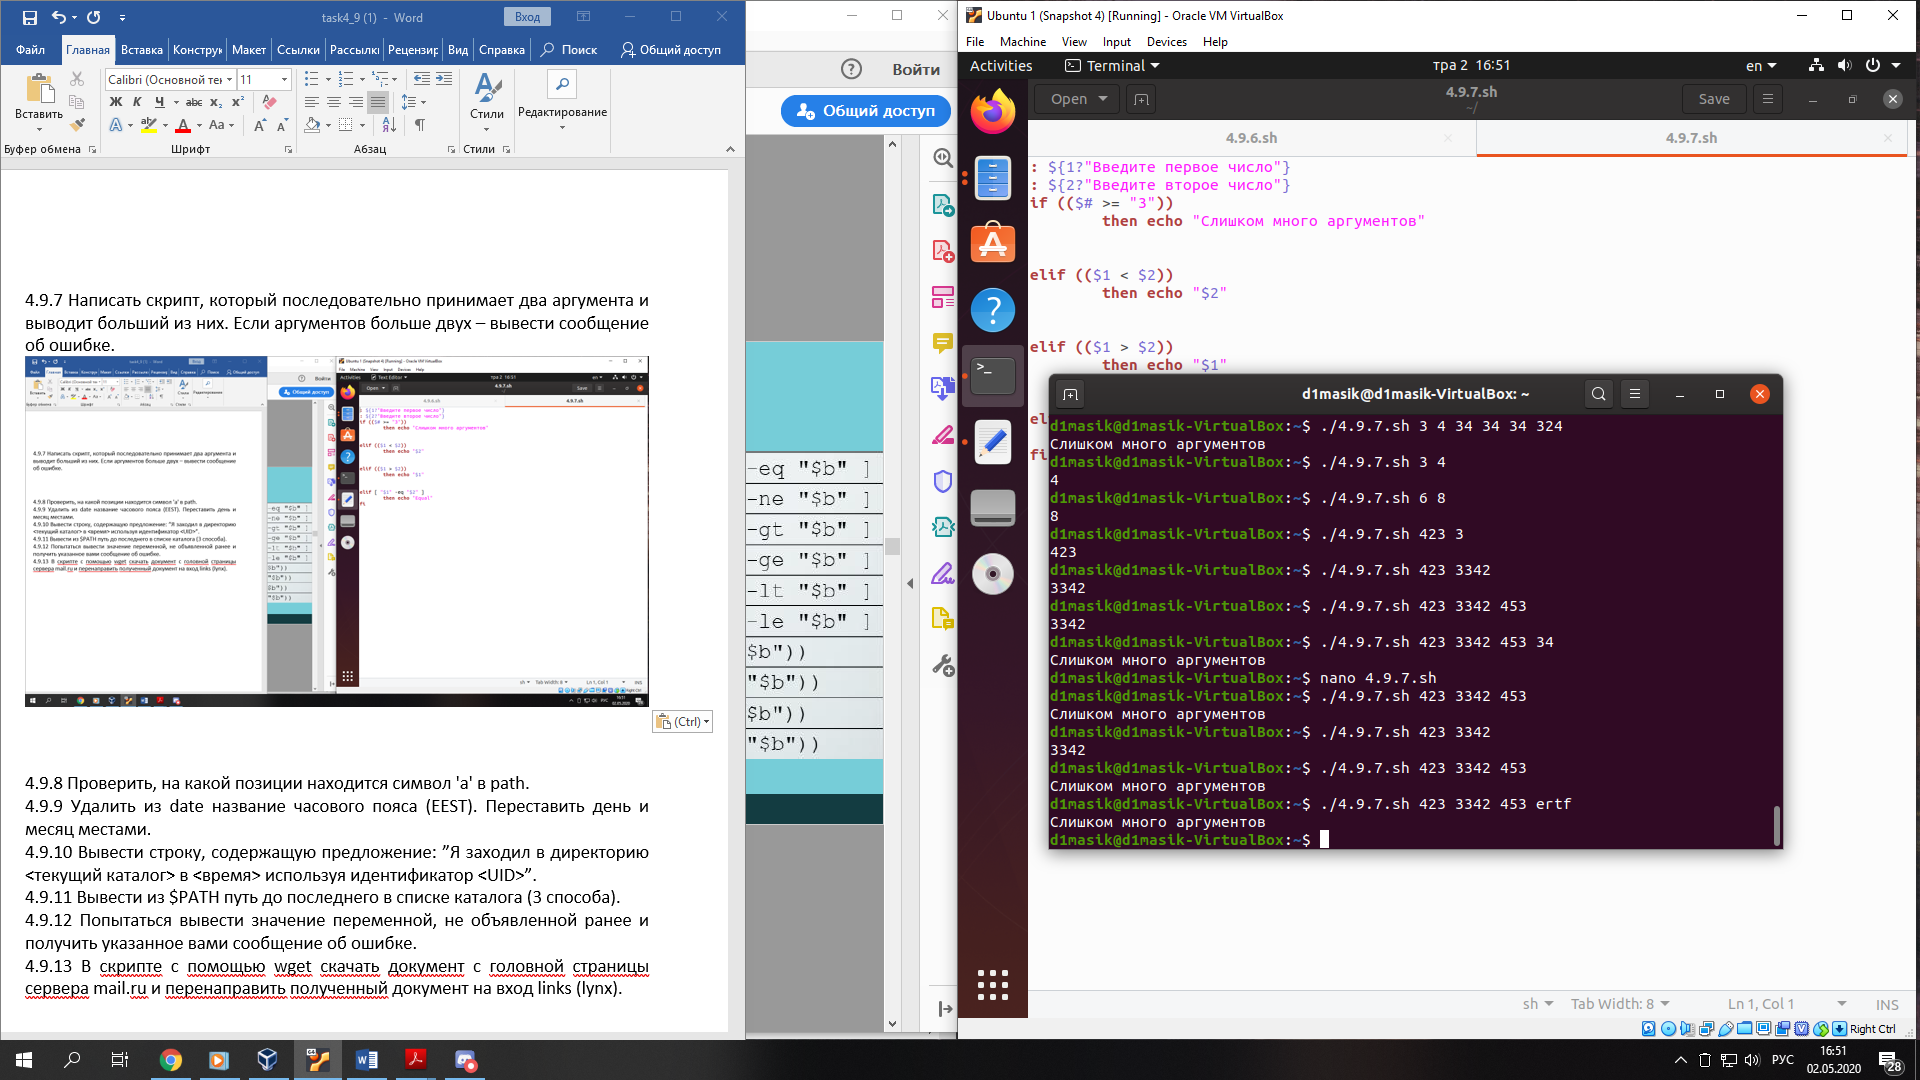 task4_9 (1) - Word
Вход
Файл Главная Вставка Конструк Макет Ссылки Рассылкі Рецензир Вид Справка Поиск Общий доступ
Calibri (Основной тек 11
Вставить
Ж К Ч abc x₂ x²
Стили
Редактирование
Буфер обмена Шрифт Абзац Стили
4.9.7 Написать скрипт, который последовательно принимает два аргумента и
выводит больший из них. Если аргументов больше двух – вывести сообщение
об ошибке.
(Ctrl)
4.9.8 Проверить, на какой позиции находится символ 'a' в path.
4.9.9 Удалить из date название часового пояса (EEST). Переставить день и
месяц местами.
4.9.10 Вывести строку, содержащую предложение: ”Я заходил в директорию
<текущий каталог> в <время> используя идентификатор <UID>”.
4.9.11 Вывести из $PATH путь до последнего в списке каталога (3 способа).
4.9.12 Попытаться вывести значение переменной, не объявленной ранее и
получить указанное вами сообщение об ошибке.
4.9.13 В скрипте с помощью wget скачать документ с головной страницы
сервера mail.ru и перенаправить полученный документ на вход links (lynx).
Войти
Общий доступ
-eq "$b" ]
-ne "$b" ]
-gt "$b" ]
-ge "$b" ]
-lt "$b" ]
-le "$b" ]
$b"))
"$b"))
$b"))
"$b"))
Ubuntu 1 (Snapshot 4) [Running] - Oracle VM VirtualBox
File Machine View Input Devices Help
Activities Terminal тра 2 16:51 en
Open 4.9.7.sh Save
~/
4.9.6.sh 4.9.7.sh
: ${1?"Введите первое число"}
: ${2?"Введите второе число"}
if (($# >= "3"))
then echo "Слишком много аргументов"
elif (($1 < $2))
then echo "$2"
elif (($1 > $2))
then echo "$1"
el
fi
d1masik@d1masik-VirtualBox: ~
d1masik@d1masik-VirtualBox:~$ ./4.9.7.sh 3 4 34 34 34 324
Слишком много аргументов
d1masik@d1masik-VirtualBox:~$ ./4.9.7.sh 3 4
4
d1masik@d1masik-VirtualBox:~$ ./4.9.7.sh 6 8
8
d1masik@d1masik-VirtualBox:~$ ./4.9.7.sh 423 3
423
d1masik@d1masik-VirtualBox:~$ ./4.9.7.sh 423 3342
3342
d1masik@d1masik-VirtualBox:~$ ./4.9.7.sh 423 3342 453
3342
d1masik@d1masik-VirtualBox:~$ ./4.9.7.sh 423 3342 453 34
Слишком много аргументов
d1masik@d1masik-VirtualBox:~$ nano 4.9.7.sh
d1masik@d1masik-VirtualBox:~$ ./4.9.7.sh 423 3342 453
Слишком много аргументов
d1masik@d1masik-VirtualBox:~$ ./4.9.7.sh 423 3342
3342
d1masik@d1masik-VirtualBox:~$ ./4.9.7.sh 423 3342 453
Слишком много аргументов
d1masik@d1masik-VirtualBox:~$ ./4.9.7.sh 423 3342 453 ertf
Слишком много аргументов
d1masik@d1masik-VirtualBox:~$
sh Tab Width: 8 Ln 1, Col 1 INS
Right Ctrl
РУС 16:51
02.05.2020
28